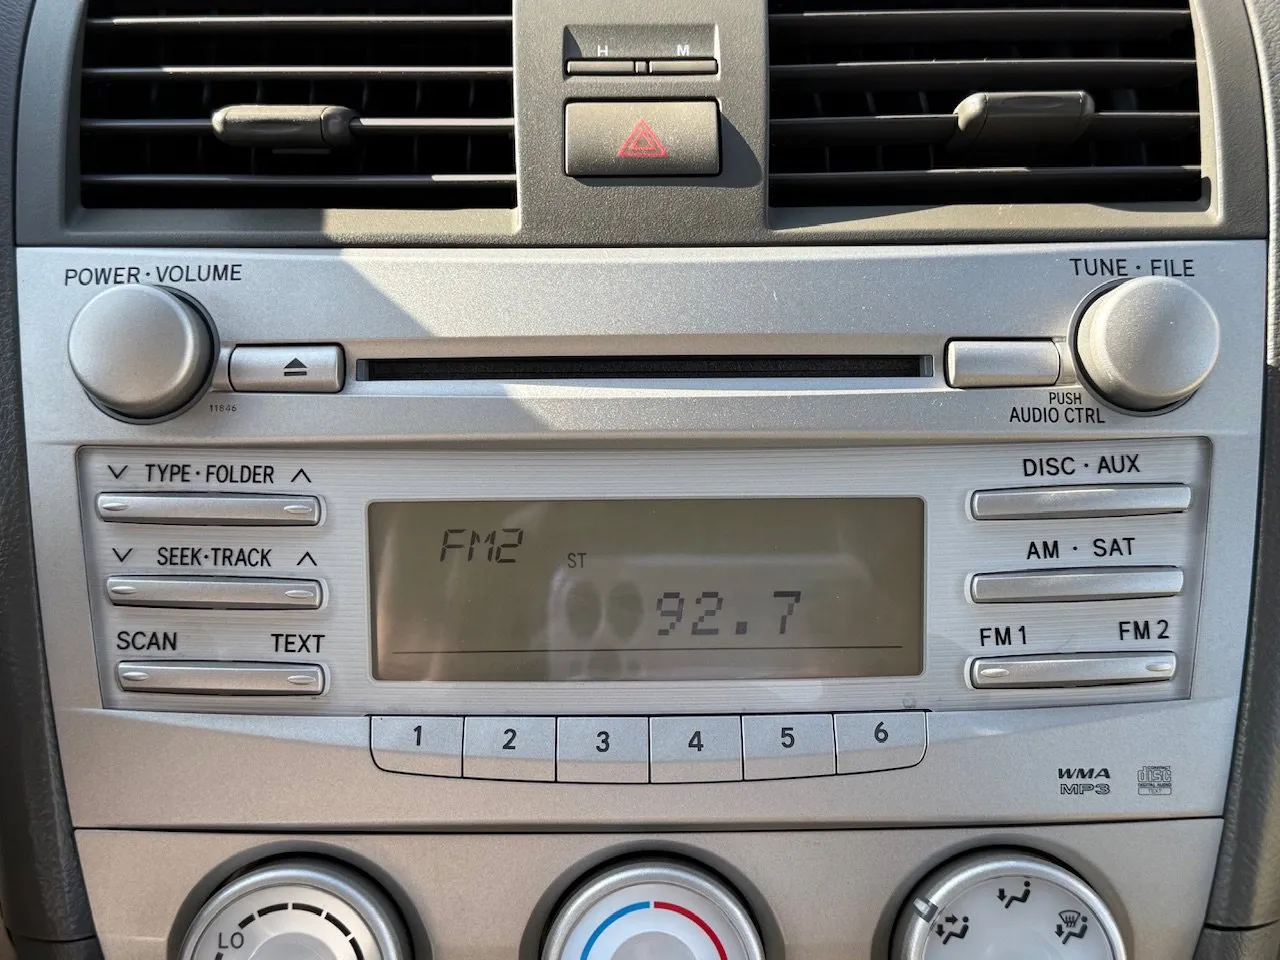 H M
POWER · VOLUME
TUNE · FILE
11846
PUSH
AUDIO CTRL
TYPE · FOLDER
DISC · AUX
FM2
ST
SEEK · TRACK
AM · SAT
92.7
SCAN TEXT
FM1 FM2
1 2 3 4 5 6
WMA
MP3
COMPACT
disc
DIGITAL AUDIO
TEXT
LO